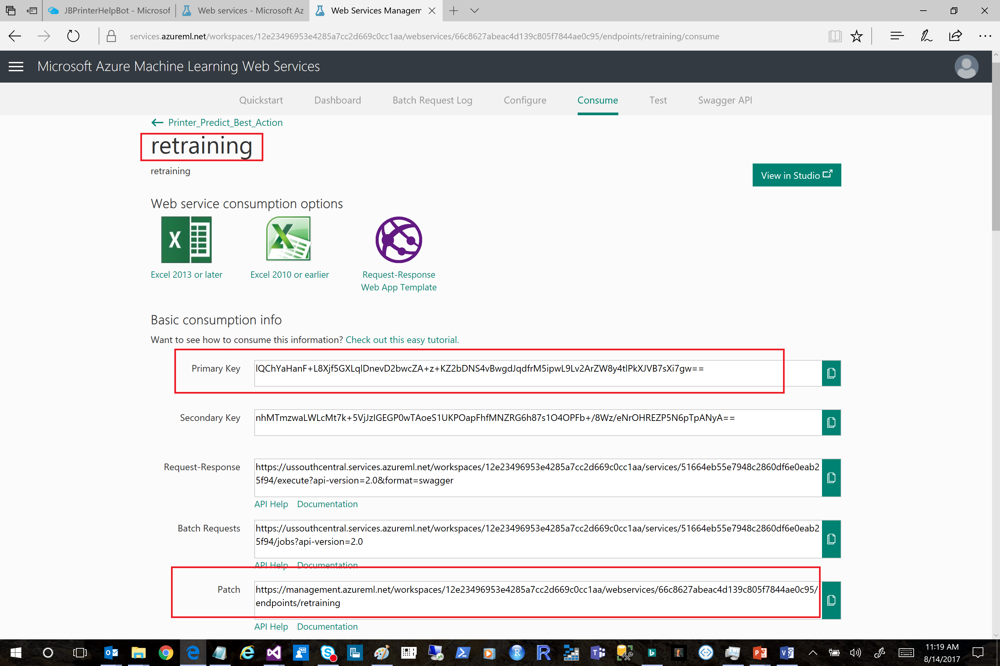 JBPrinterHelpBot - Microsof
Web services - Microsoft Az
Web Services Managem
services.azureml.net/workspaces/12e23496953e4285a7cc2d669c0cc1aa/webservices/66c8627abeac4d139c805f7844ae0c95/endpoints/retraining/consume
Microsoft Azure Machine Learning Web Services
Quickstart Dashboard Batch Request Log Configure Consume Test Swagger API
Printer_Predict_Best_Action
retraining
retraining
View in Studio
Web service consumption options
Excel 2013 or later
Excel 2010 or earlier
Request-Response
Web App Template
Basic consumption info
Want to see how to consume this information? Check out this easy tutorial.
Primary Key
lQChYaHanF+L8Xjf5GXLqlDnevD2bwcZA+z+KZ2bDNS4vBwgdJqdfrM5ipwL9Lv2ArZW8y4tlPkXJVB7sXi7gw==
Secondary Key
nhMTmzwaLWLcMt7k+5VjJzIGEGP0wTAoeS1UKPOapFhfMNZRG6h87s1O4OPFb+/8Wz/eNrOHREZP5N6pTpANyA==
Request-Response
https://ussouthcentral.services.azureml.net/workspaces/12e23496953e4285a7cc2d669c0cc1aa/services/51664eb55e7948c2860df6e0eab2
5f94/execute?api-version=2.0&format=swagger
API Help Documentation
Batch Requests
https://ussouthcentral.services.azureml.net/workspaces/12e23496953e4285a7cc2d669c0cc1aa/services/51664eb55e7948c2860df6e0eab2
5f94/jobs?api-version=2.0
API Help Documentation
Patch
https://management.azureml.net/workspaces/12e23496953e4285a7cc2d669c0cc1aa/webservices/66c8627abeac4d139c805f7844ae0c95/
endpoints/retraining
API Help Documentation
11:19 AM
8/14/2017